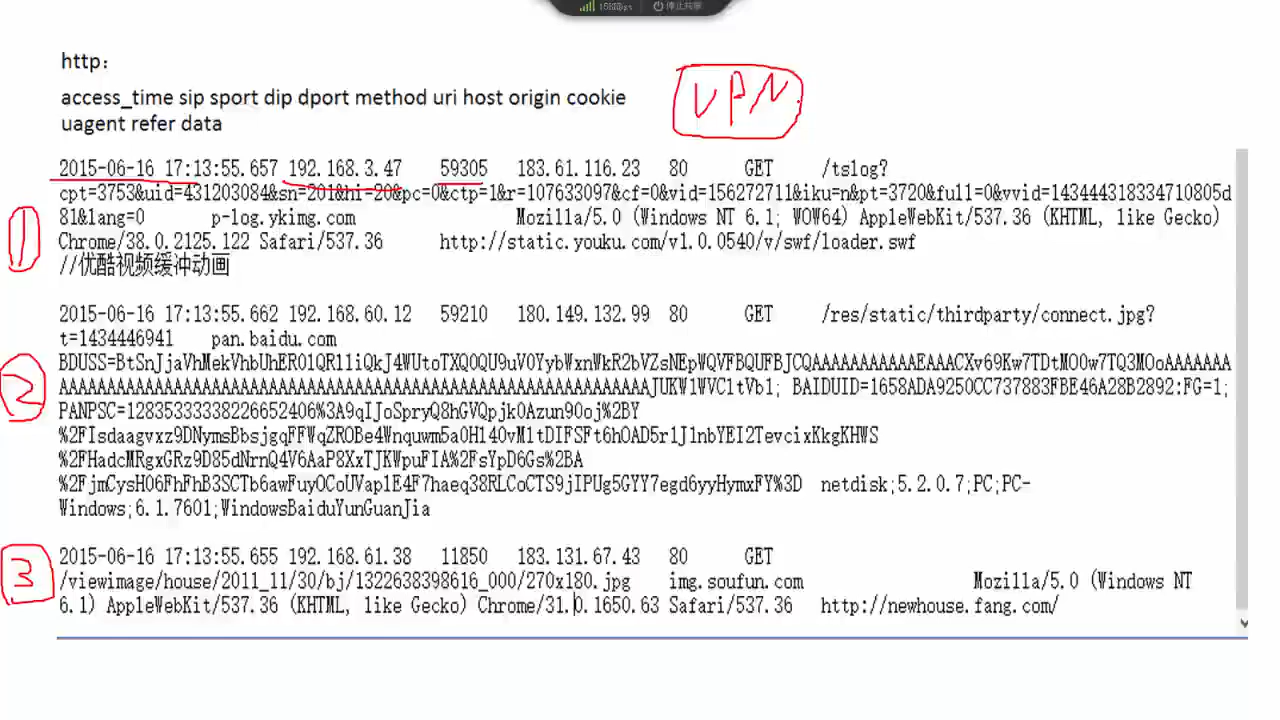 停止共享
http:
access_time sip sport dip dport method uri host origin cookie
uagent refer data
VPN
2015-06-16 17:13:55.657 192.168.3.47 59305 183.61.116.23 80 GET /tslog?
cpt=3753&uid=431203084&sn=201&hi=20&pc=0&ctp=1&r=107633097&cf=0&vid=156272711&iku=n&pt=3720&full=0&vvid=143444318334710805d
81&lang=0 p-log.ykimg.com Mozilla/5.0 (Windows NT 6.1; WOW64) AppleWebKit/537.36 (KHTML, like Gecko)
1
Chrome/38.0.2125.122 Safari/537.36 http://static.youku.com/v1.0.0540/v/swf/loader.swf
//优酷视频缓冲动画
2015-06-16 17:13:55.662 192.168.60.12 59210 180.149.132.99 80 GET /res/static/thirdparty/connect.jpg?
t=1434446941 pan.baidu.com
2
JUKW1WVC1tVb1; BAIDUID=1658ADA9250CC737883FBE46A28B2892:FG=1;
PANPSC=12835333338226652406%3A9qIJoSpryQ8hGVQpjk0Azun90oj%2BY
%2FIsdaagvxz9DNymsBbsjgqFFWqZROBe4Wnquwm5a0H140vM1tDIFSFt6hOAD5r1J1nbYEI2TevcixKkgKHWS
%2FHadcMRgxGRz9D85dNrnQ4V6AaP8XxTJKWpuFIA%2FsYpD6Gs%2BA
%2FjmCysH06FhFhB3SCTb6awFuyOCoUVap1E4F7haeq38RLCoCTS9jIPUg5GYY7egd6yyHymxFY%3D netdisk;5.2.0.7;PC;PC-
Windows;6.1.7601;WindowsBaiduYunGuanJia
3
2015-06-16 17:13:55.655 192.168.61.38 11850 183.131.67.43 80 GET
/viewimage/house/2011_11/30/bj/1322638398616_000/270x180.jpg img.soufun.com Mozilla/5.0 (Windows NT
6.1) AppleWebKit/537.36 (KHTML, like Gecko) Chrome/31.0.1650.63 Safari/537.36 http://newhouse.fang.com/